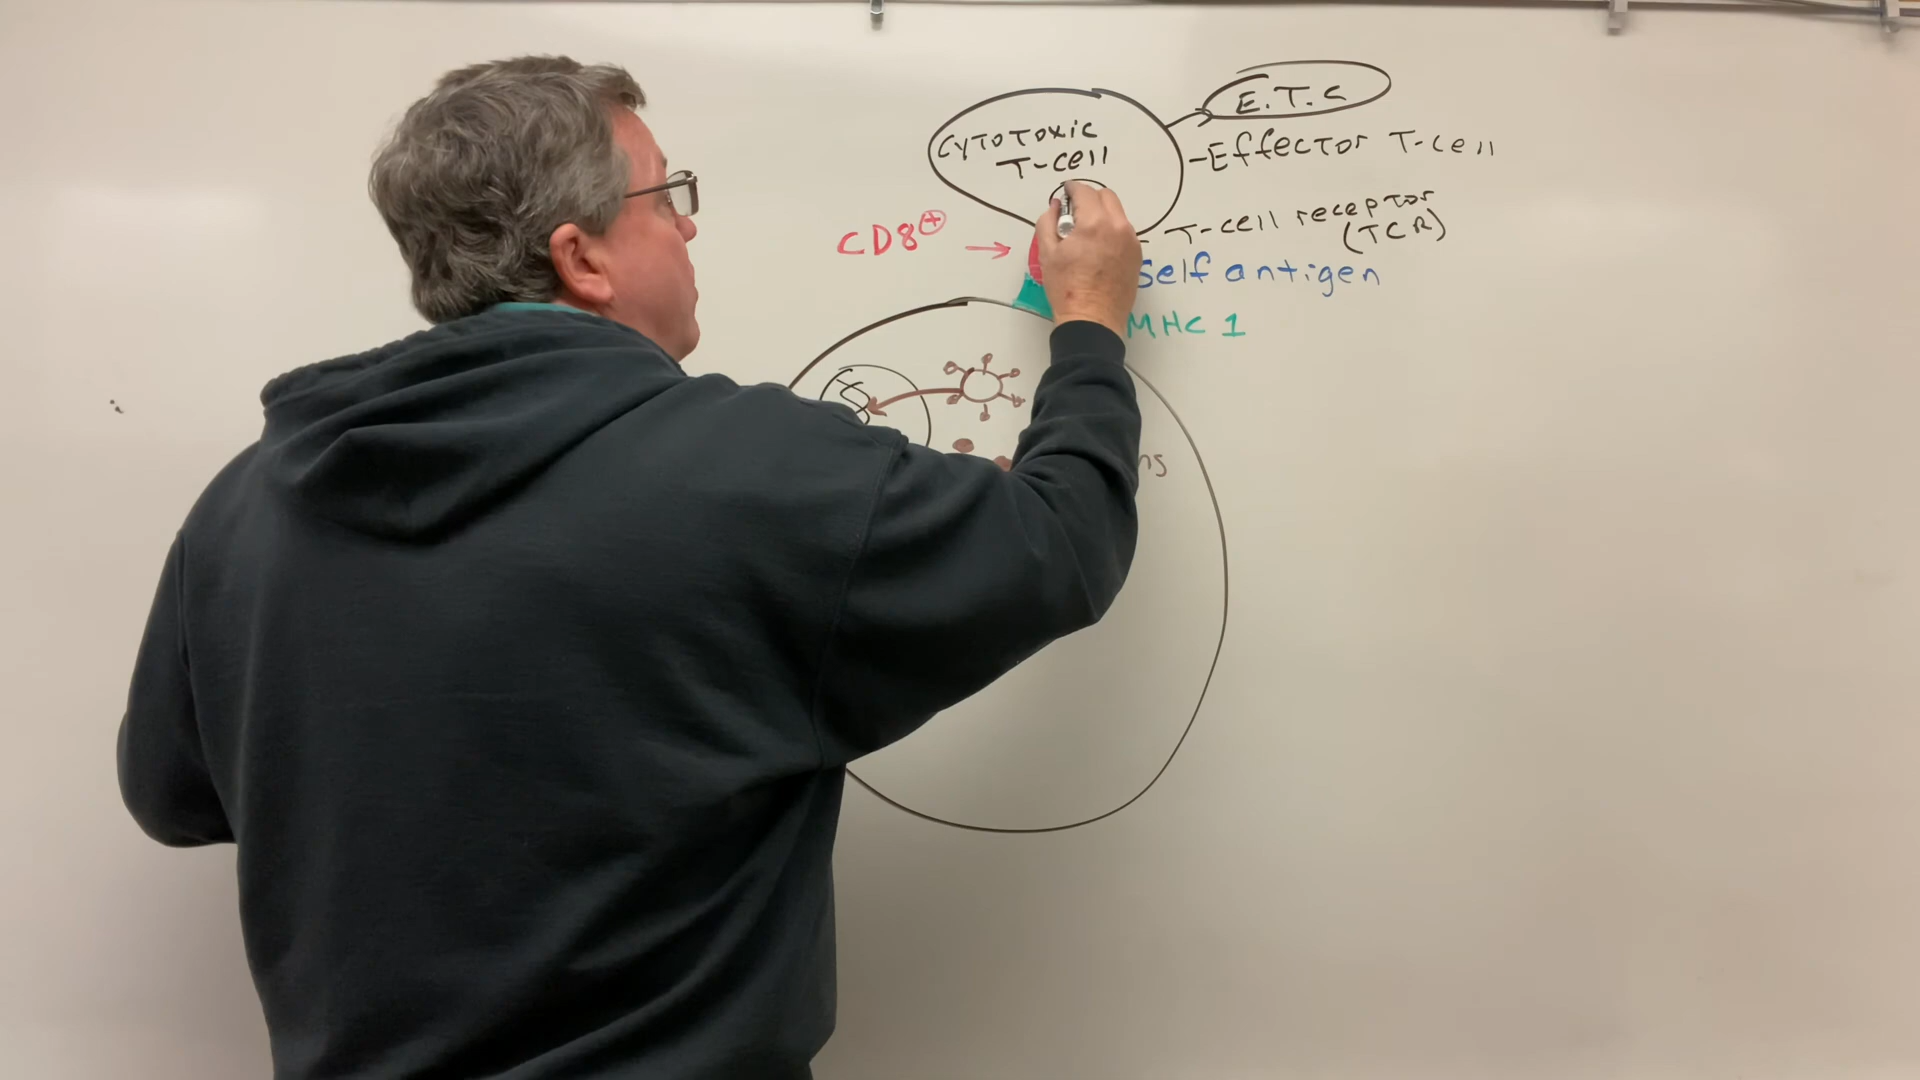 E.T.C
CYTOTOXIC
T-cell
-Effector T-cell
CD8+
- T-cell receptor
(TCR)
Self antigen
MHC 1